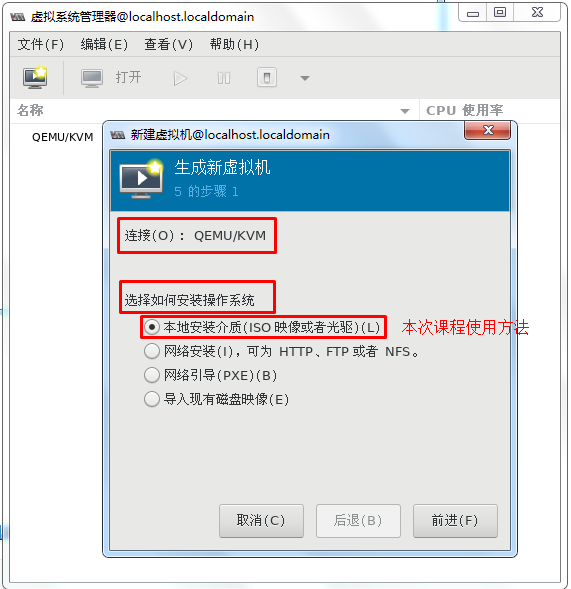 虚拟系统管理器@localhost.localdomain
文件(F) 编辑(E) 查看(V) 帮助(H)
打开
名称 CPU 使用率
QEMU/KVM
新建虚拟机@localhost.localdomain
生成新虚拟机
5 的步骤 1
连接(O)： QEMU/KVM
选择如何安装操作系统
本地安装介质(ISO 映像或者光驱)(L) 本次课程使用方法
网络安装(I)，可为 HTTP、FTP 或者 NFS。
网络引导(PXE)(B)
导入现有磁盘映像(E)
取消(C) 后退(B) 前进(F)